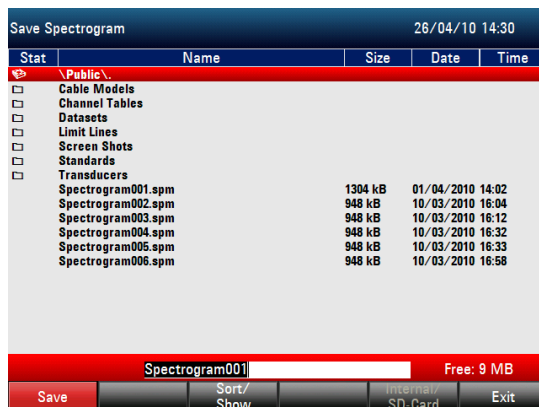 Save Spectrogram 26/04/10 14:30
Stat Name Size Date Time
\Public\.
Cable Models
Channel Tables
Datasets
Limit Lines
Screen Shots
Standards
Transducers
Spectrogram001.spm 1304 kB 01/04/2010 14:02
Spectrogram002.spm 948 kB 10/03/2010 16:04
Spectrogram003.spm 948 kB 10/03/2010 16:12
Spectrogram004.spm 948 kB 10/03/2010 16:32
Spectrogram005.spm 948 kB 10/03/2010 16:33
Spectrogram006.spm 948 kB 10/03/2010 16:58
Spectrogram001 Free: 9 MB
Save Sort/ Internal/ Exit
Show SD-Card